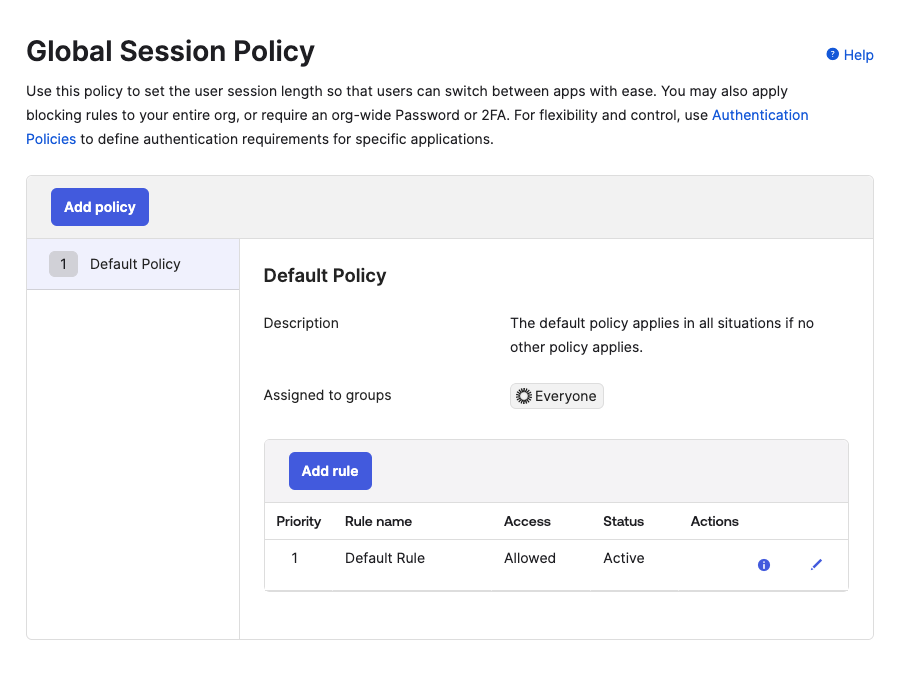 Global Session Policy
? Help
Use this policy to set the user session length so that users can switch between apps with ease. You may also apply
blocking rules to your entire org, or require an org-wide Password or 2FA. For flexibility and control, use Authentication
Policies to define authentication requirements for specific applications.
Add policy
1 Default Policy
Default Policy
Description The default policy applies in all situations if no
other policy applies.
Assigned to groups Everyone
Add rule
Priority Rule name Access Status Actions
1 Default Rule Allowed Active